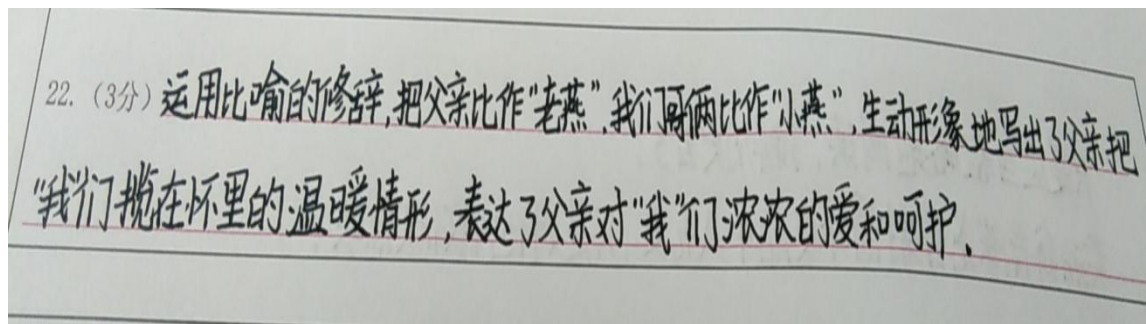 22.（3分）运用比喻的修辞,把父亲比作“老燕”,我们哥俩比作“小燕”,生动形象地写出了父亲把
“我”们揽在怀里的温暖情形,表达了父亲对“我”们浓浓的爱和呵护.